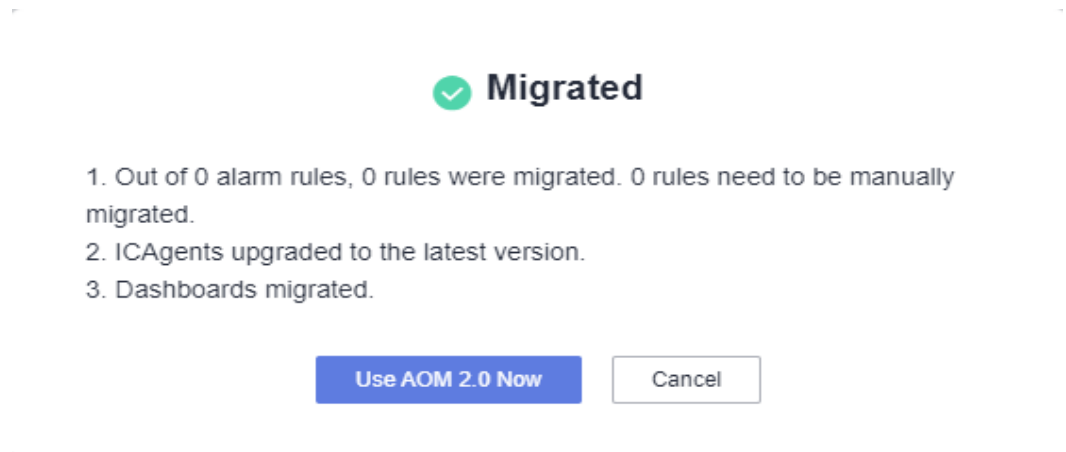 Migrated
1. Out of 0 alarm rules, 0 rules were migrated. 0 rules need to be manually
migrated.
2. ICAgents upgraded to the latest version.
3. Dashboards migrated.
Use AOM 2.0 Now Cancel